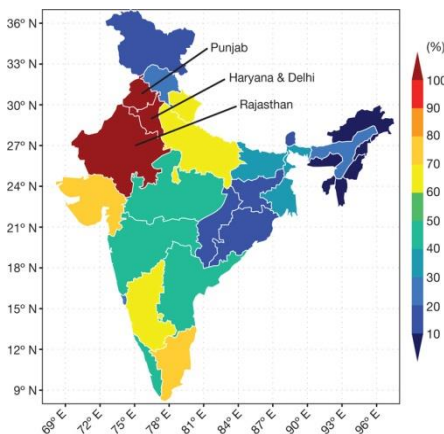 36° N
33° N
30° N
27° N
24° N
21° N
18° N
15° N
12° N
9° N
69° E
72° E
75° E
78° E
81° E
84° E
87° E
90° E
93° E
96° E
Punjab
Haryana & Delhi
Rajasthan
(%)
100
90
80
70
60
50
40
30
20
10